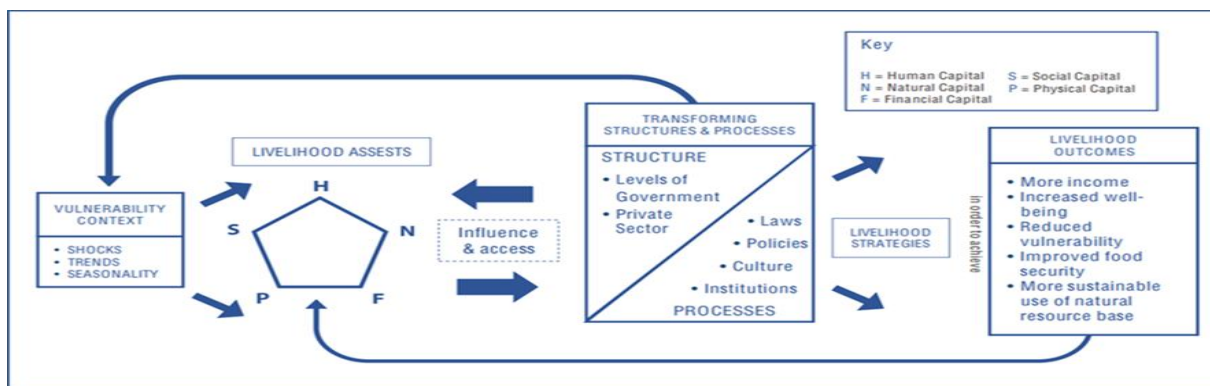 Key
H = Human Capital S = Social Capital
N = Natural Capital P = Physical Capital
F = Financial Capital
TRANSFORMING
STRUCTURES & PROCESSES
STRUCTURE
• Levels of
Government
• Private
Sector
• Laws
• Policies
• Culture
• Institutions
PROCESSES
LIVELIHOOD ASSESTS
H
S
N
P
F
VULNERABILITY
CONTEXT
• SHOCKS
• TRENDS
• SEASONALITY
Influence
& access
LIVELIHOOD
STRATEGIES
in order to achieve
LIVELIHOOD
OUTCOMES
• More income
• Increased well-
being
• Reduced
vulnerability
• Improved food
security
• More sustainable
use of natural
resource base